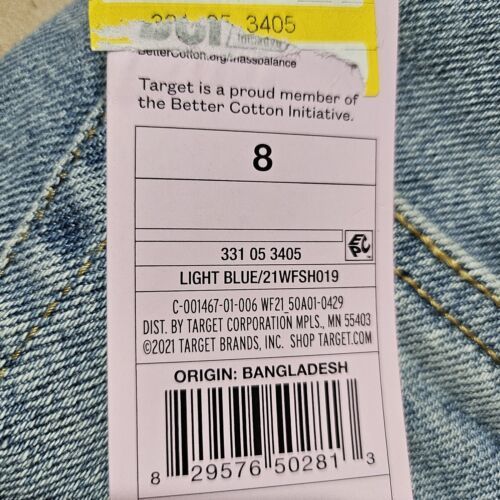 331 05 3405
BetterCotton.org/massbalance
Target is a proud member of
the Better Cotton Initiative.
8
331 05 3405
EPC
LIGHT BLUE/21WFSH019
C-001467-01-006 WF21_50A01-0429
DIST. BY TARGET CORPORATION MPLS., MN 55403
©2021 TARGET BRANDS, INC. SHOP TARGET.COM
ORIGIN: BANGLADESH
8 29576 50281 3